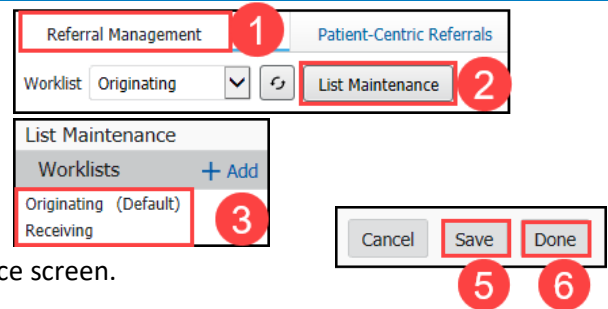 Referral Management 1 Patient-Centric Referrals
Worklist Originating List Maintenance 2
List Maintenance
Worklists + Add
Originating (Default)
Receiving
3
Cancel Save Done
5 6
ce screen.